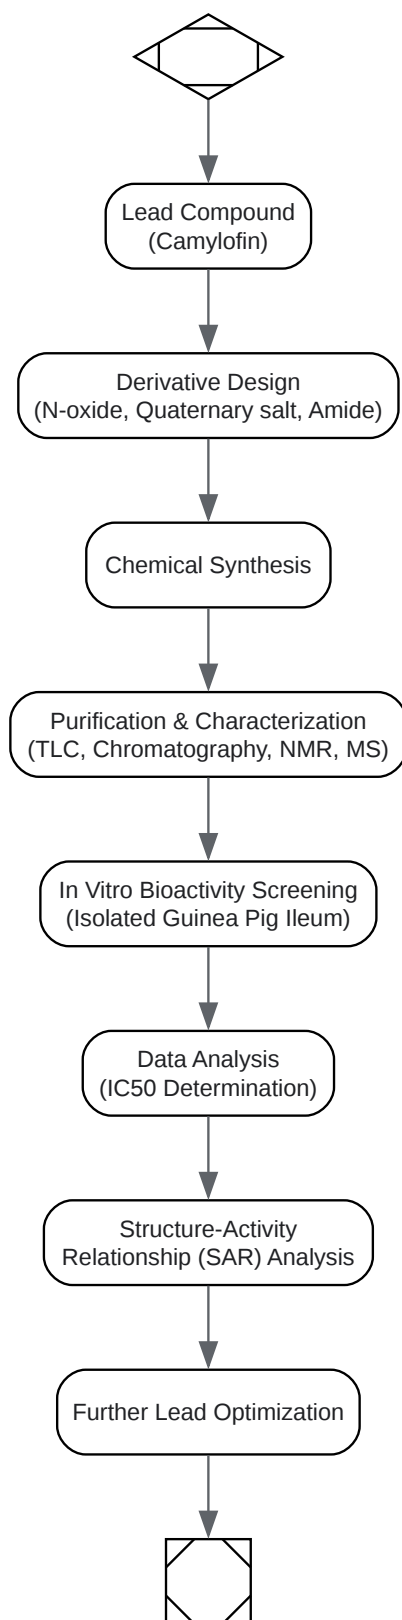 Lead Compound
(Camylofin)
Derivative Design
(N-oxide, Quaternary salt, Amide)
Chemical Synthesis
Purification & Characterization
(TLC, Chromatography, NMR, MS)
In Vitro Bioactivity Screening
(Isolated Guinea Pig Ileum)
Data Analysis
(IC50 Determination)
Structure-Activity
Relationship (SAR) Analysis
Further Lead Optimization